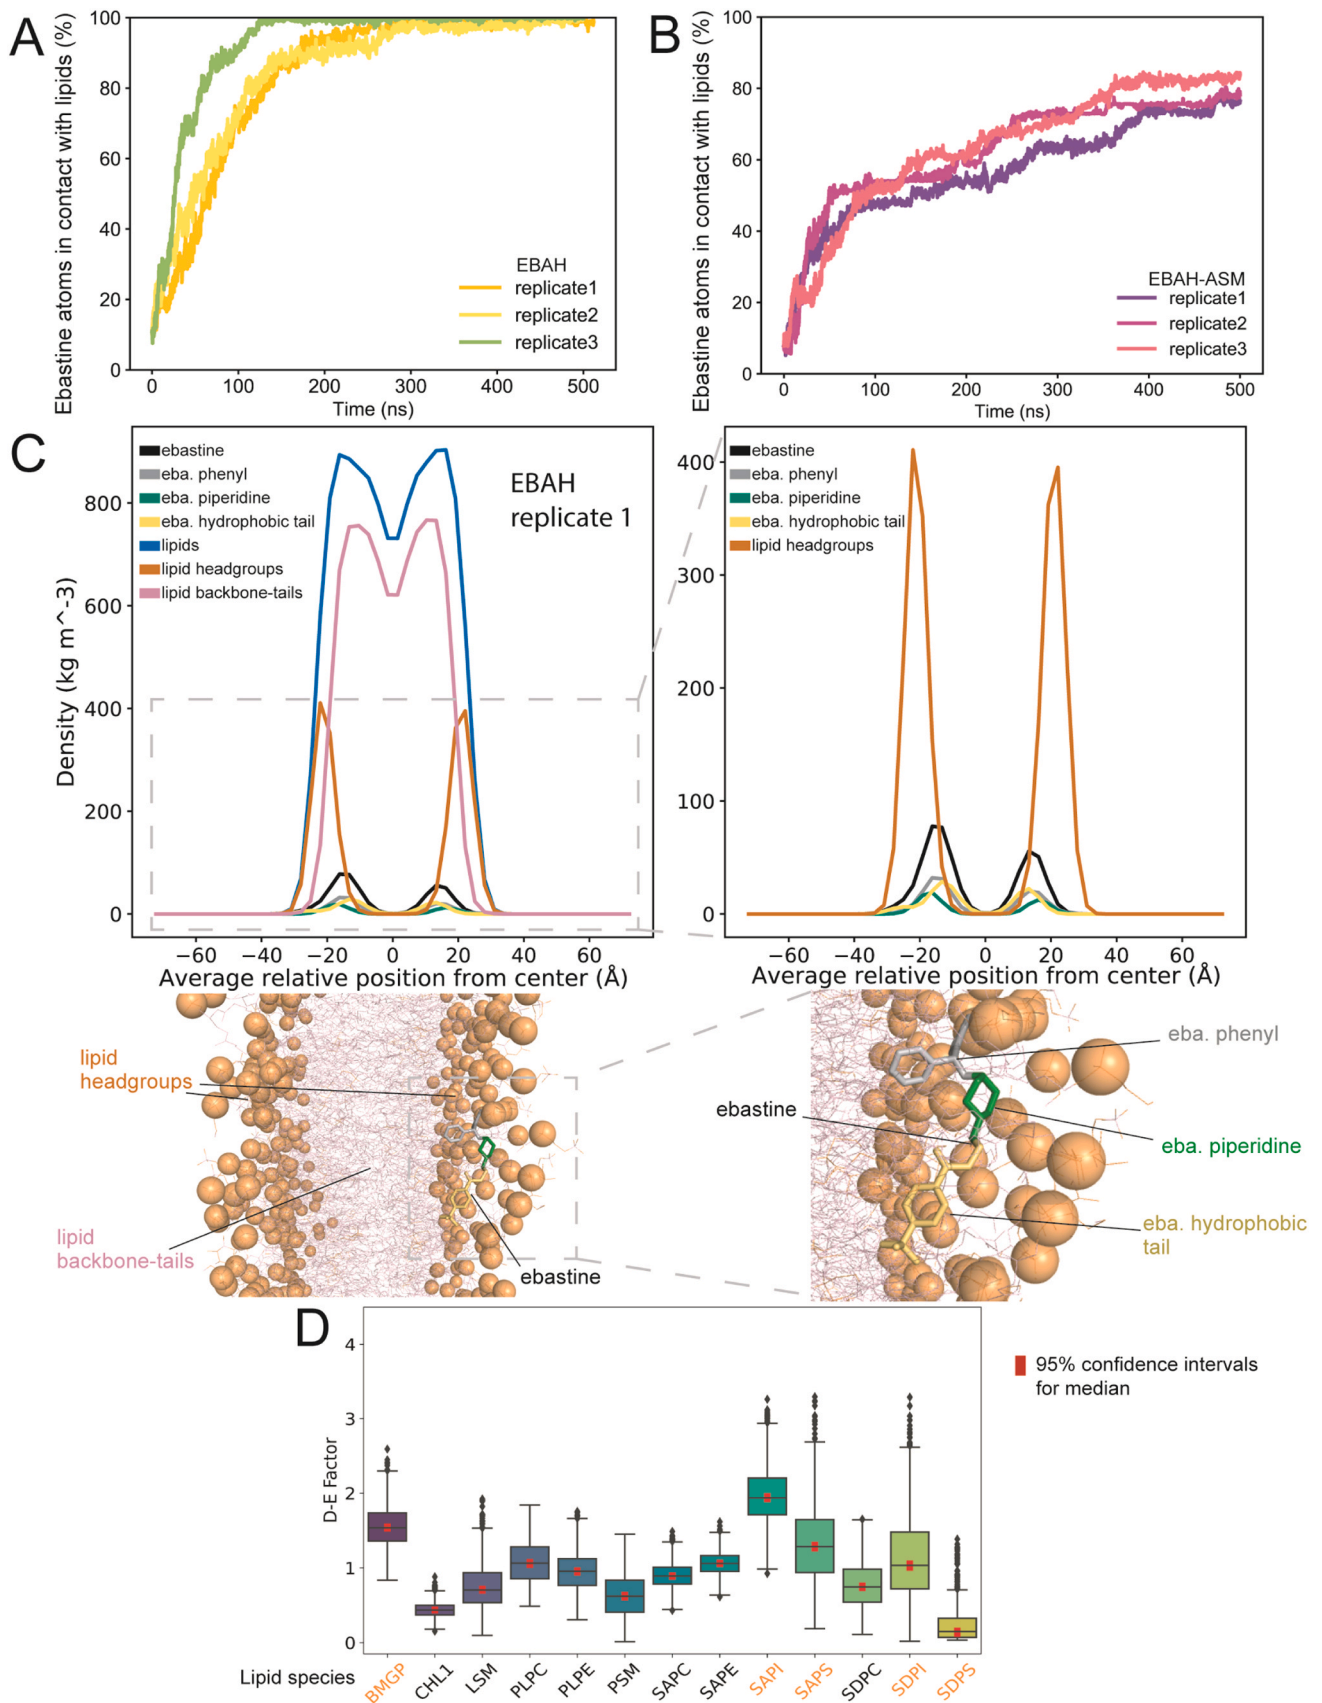 A
Ebastine atoms in contact with lipids (%)
100
80
60
40
20
0
EBAH
replicate1
replicate2
replicate3
0 100 200 300 400 500
Time (ns)
B
Ebastine atoms in contact with lipids (%)
100
80
60
40
20
0
EBAH-ASM
replicate1
replicate2
replicate3
0 100 200 300 400 500
Time (ns)
C
Density (kg m^-3)
800
600
400
200
0
ebastine
eba. phenyl
eba. piperidine
eba. hydrophobic tail
lipids
lipid headgroups
lipid backbone-tails
EBAH
replicate 1
−60 −40 −20 0 20 40 60
Average relative position from center (Å)
400
300
200
100
0
ebastine
eba. phenyl
eba. piperidine
eba. hydrophobic tail
lipid headgroups
−60 −40 −20 0 20 40 60
Average relative position from center (Å)
lipid
headgroups
lipid
backbone-tails
ebastine
eba. phenyl
ebastine
eba. piperidine
eba. hydrophobic
tail
D
D-E Factor
4
3
2
1
0
95% confidence intervals
for median
Lipid species
BMGP CHL1 LSM PLPC PLPE PSM SAPC SAPE SAPI SAPS SDPC SDPI SDPS